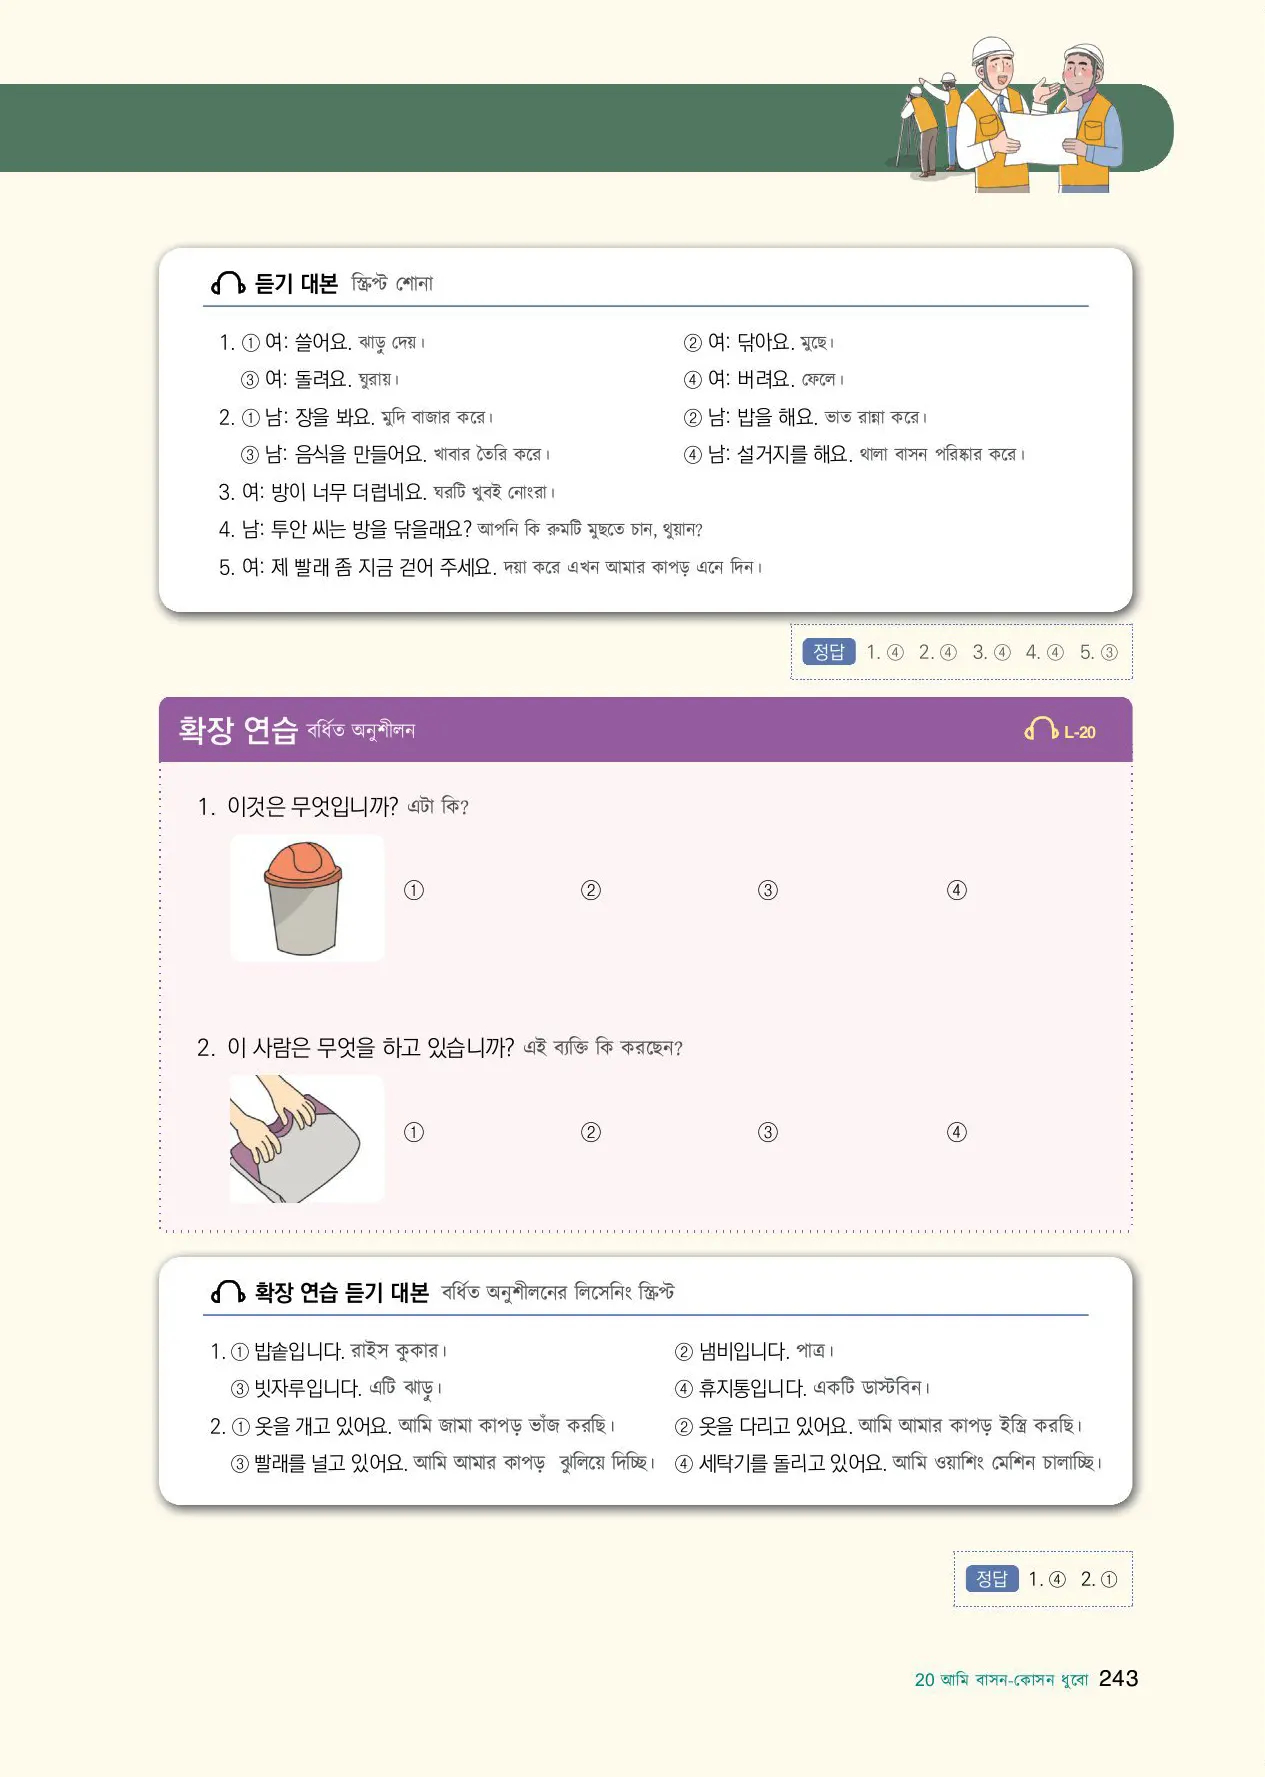 듣기 대본 স্ক্রিপ্ট শোনা
1. ① 여: 쓸어요. ঝাড়ু দেয়। ② 여: 닦아요. মুছে।
③ 여: 돌려요. ঘুরায়। ④ 여: 버려요. ফেলে।
2. ① 남: 장을 봐요. মুদি বাজার করে। ② 남: 밥을 해요. ভাত রান্না করে।
③ 남: 음식을 만들어요. খাবার তৈরি করে। ④ 남: 설거지를 해요. থালা বাসন পরিষ্কার করে।
3. 여: 방이 너무 더럽네요. ঘরটি খুবই নোংরা।
4. 남: 투안 씨는 방을 닦을래요? আপনি কি রুমটি মুছতে চান, থুয়ান?
5. 여: 제 빨래 좀 지금 걷어 주세요. দয়া করে এখন আমার কাপড় এনে দিন।
정답 1. ④ 2. ④ 3. ④ 4. ④ 5. ③
확장 연습 বর্ধিত অনুশীলন L-20
1. 이것은 무엇입니까? এটা কি?
① ② ③ ④
2. 이 사람은 무엇을 하고 있습니까? এই ব্যক্তি কি করছেন?
① ② ③ ④
확장 연습 듣기 대본 বর্ধিত অনুশীলনের লিসেনিং স্ক্রিপ্ট
1. ① 밥솥입니다. রাইস কুকার। ② 냄비입니다. পাত্র।
③ 빗자루입니다. এটি ঝাড়ু। ④ 휴지통입니다. একটি ডাস্টবিন।
2. ① 옷을 개고 있어요. আমি জামা কাপড় ভাঁজ করছি। ② 옷을 다리고 있어요. আমি আমার কাপড় ইস্ত্রি করছি।
③ 빨래를 널고 있어요. আমি আমার কাপড় ঝুলিয়ে দিচ্ছি। ④ 세탁기를 돌리고 있어요. আমি ওয়াশিং মেশিন চালাচ্ছি।
정답 1. ④ 2. ①
20 আমি বাসন-কোসন ধুবো 243